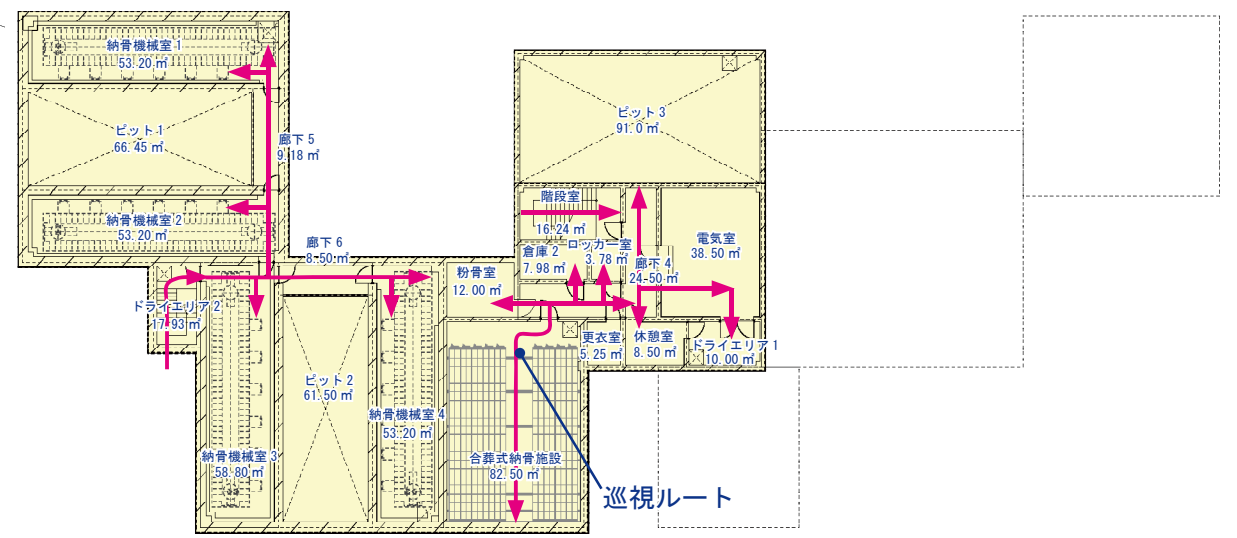 納骨機械室1
53.20㎡
ピット1
66.45㎡
廊下5
9.18㎡
納骨機械室2
53.20㎡
廊下6
8.50㎡
ドライエリア2
17.93㎡
ピット2
61.50㎡
納骨機械室3
58.80㎡
納骨機械室4
53.20㎡
ピット3
91.0㎡
階段室
16.24㎡
倉庫2
7.98㎡
ロッカー室
3.78㎡
廊下4
24.50㎡
電気室
38.50㎡
粉骨室
12.00㎡
更衣室
5.25㎡
休憩室
8.50㎡
ドライエリア1
10.00㎡
合葬式納骨施設
82.50㎡
巡視ルート